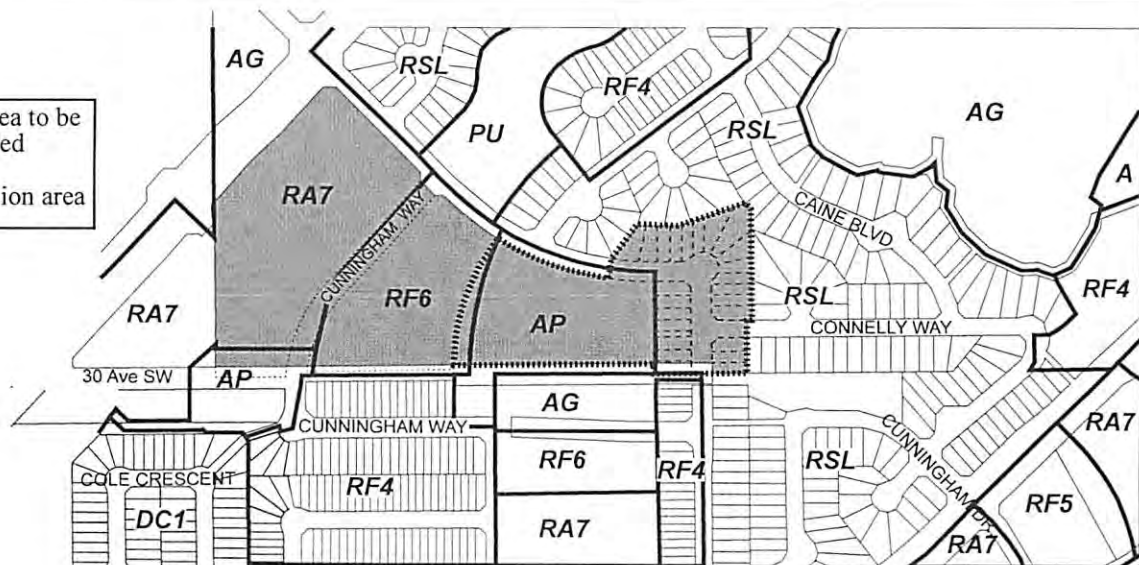 ea to be
ed
ion area
AG
RSL
RF4
PU
RSL
AG
A
RA7
CUNNINGHAM WAY
CAINE BLVD
RF6
RSL
RF4
RA7
AP
CONNELLY WAY
30 Ave SW
AP
AG
CUNNINGHAM WAY
RA7
COLE CRESCENT
RF4
RF6
RF4
RSL
CUNNINGHAM DR
DC1
RA7
RF5
RA7